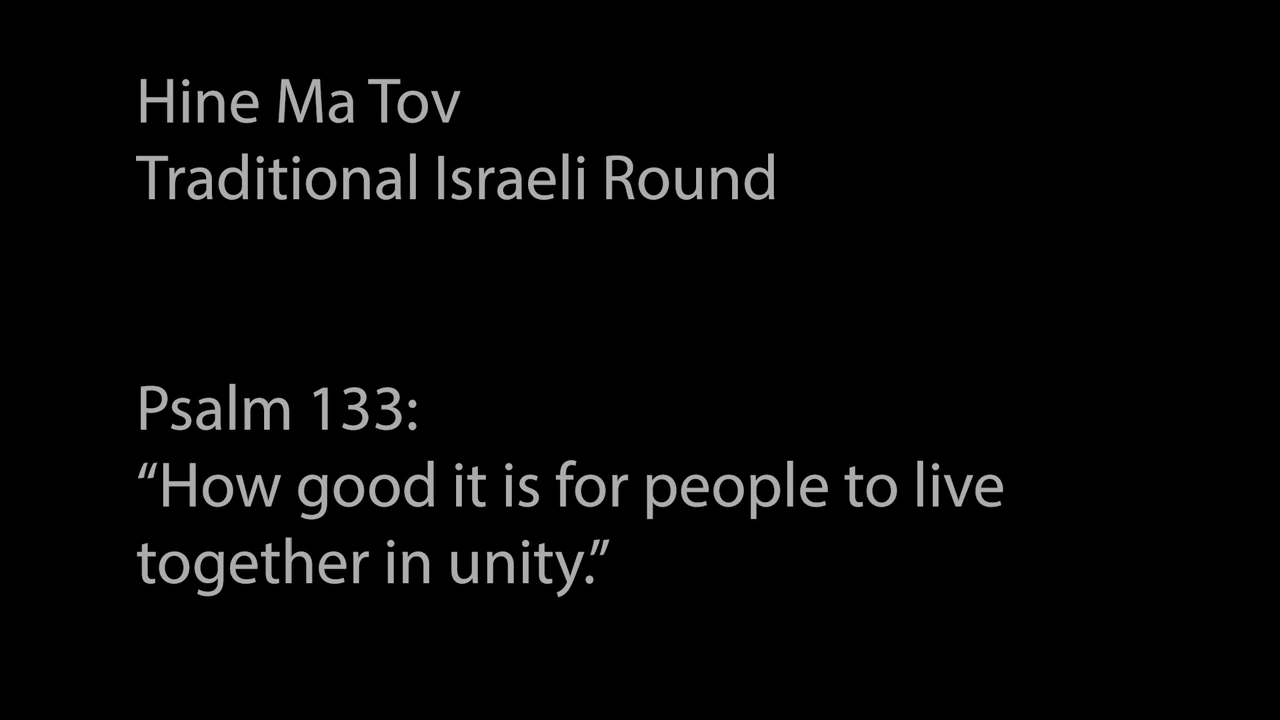 Hine Ma Tov
Traditional Israeli Round
Psalm 133:
“How good it is for people to live
together in unity.”